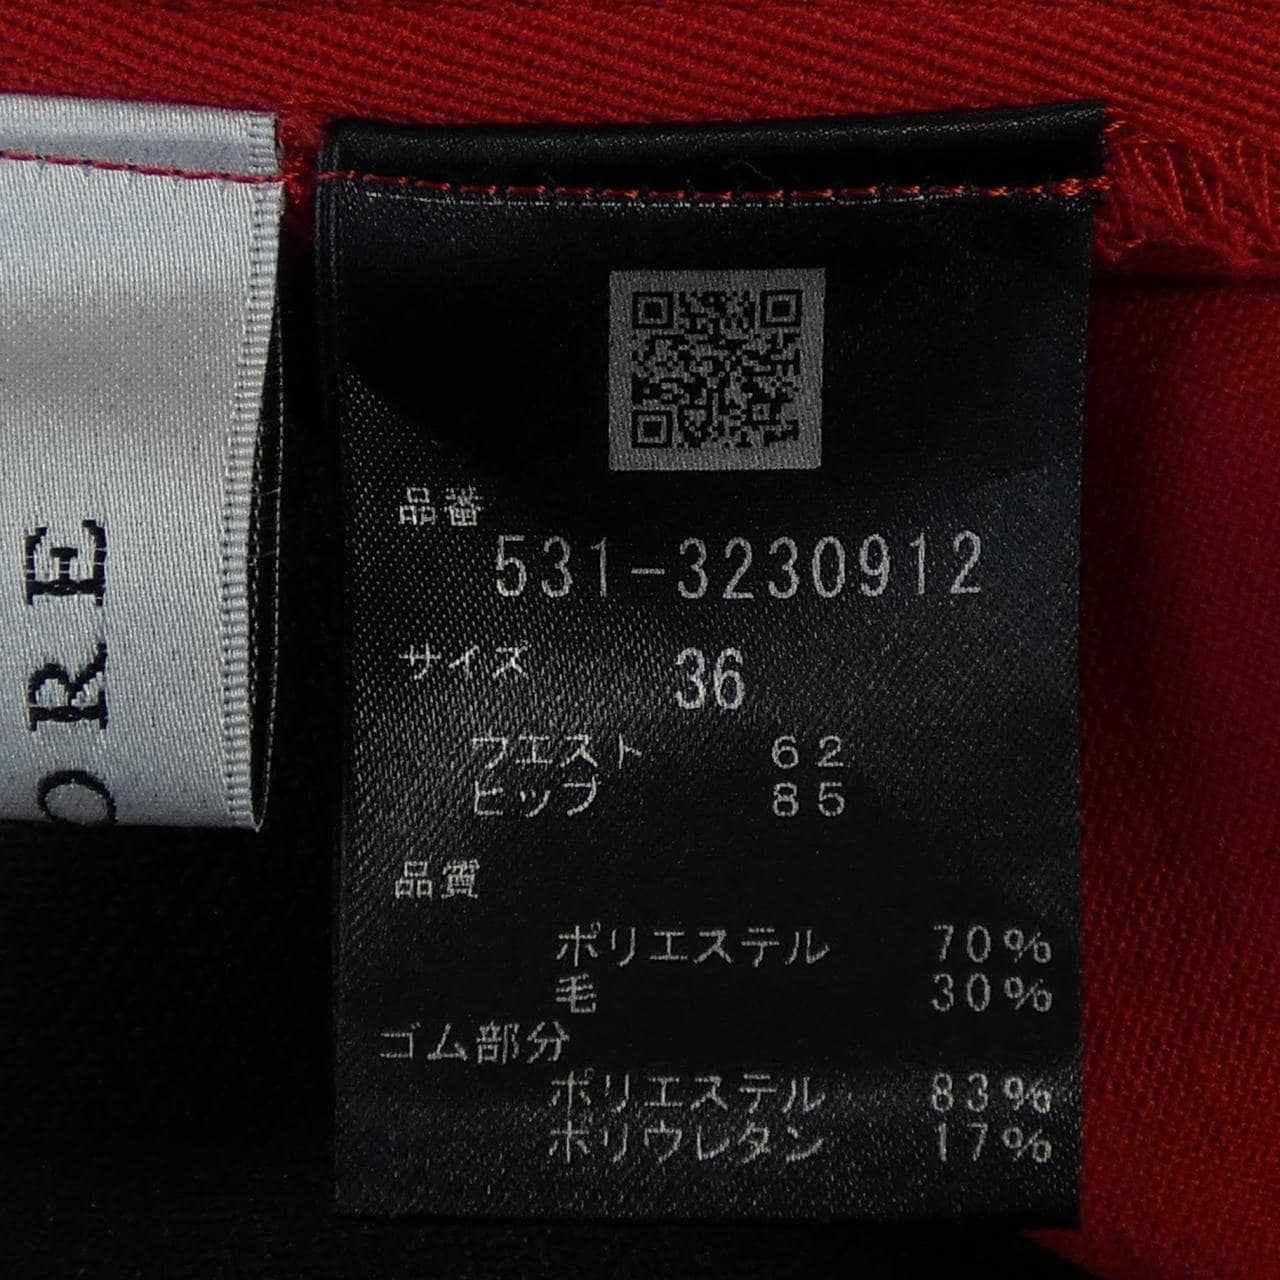 品番
531-3230912
サイズ 36
ウエスト 62
ヒップ 85
品質
ポリエステル 70%
毛 30%
ゴム部分
ポリエステル 83%
ポリウレタン 17%
ORE